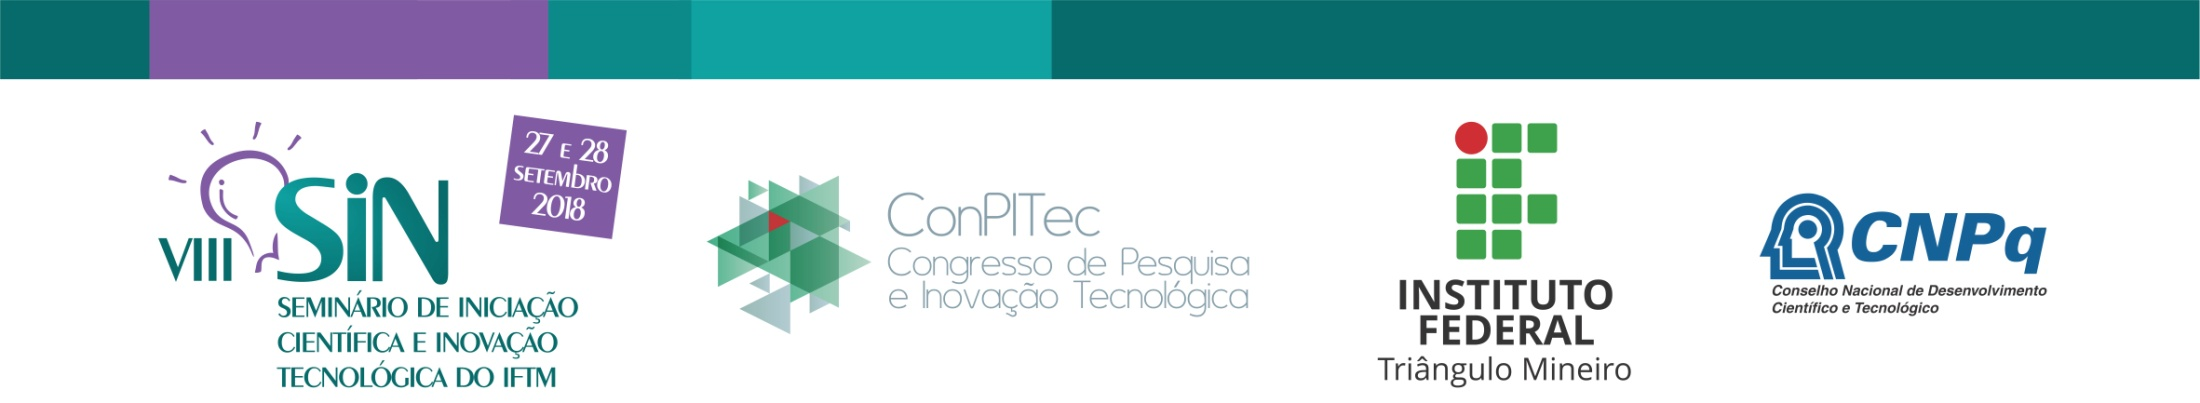 VIII SiN
SEMINÁRIO DE INICIAÇÃO
CIENTÍFICA E INOVAÇÃO
TECNOLÓGICA DO IFTM
27 E 28
SETEMbRO
2018
ConPITec
Congresso de Pesquisa
e Inovação Tecnológica
INSTITUTO
FEDERAL
Triângulo Mineiro
CNPq
Conselho Nacional de Desenvolvimento
Científico e Tecnológico